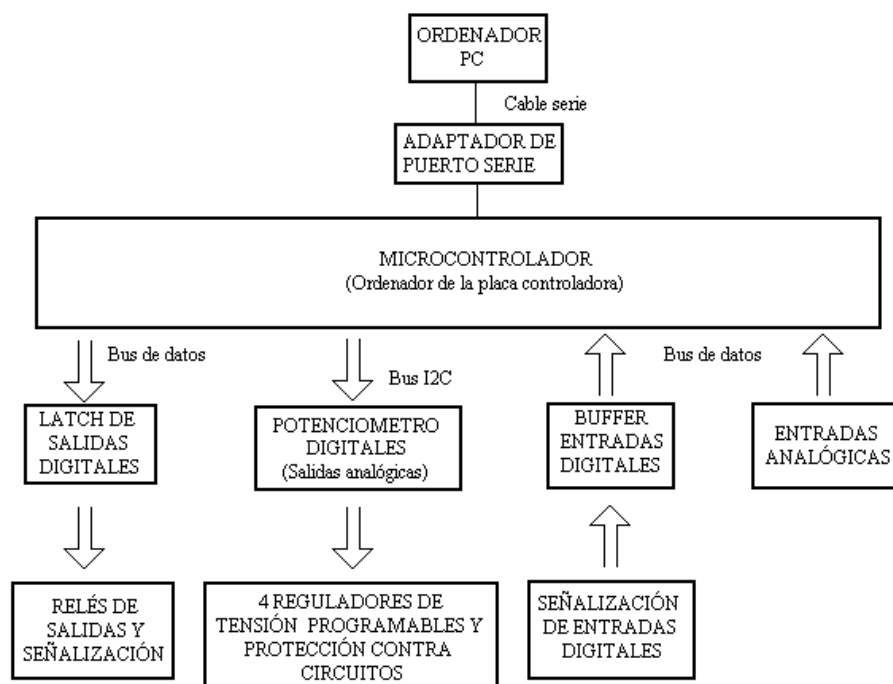 ORDENADOR
PC
Cable serie
ADAPTADOR DE
PUERTO SERIE
MICROCONTROLADOR
(Ordenador de la placa controladora)
Bus de datos
Bus I2C
Bus de datos
LATCH DE
SALIDAS
DIGITALES
POTENCIOMETRO
DIGITALES
(Salidas analógicas)
BUFFER
ENTRADAS
DIGITALES
ENTRADAS
ANALÓGICAS
RELÉS DE
SALIDAS Y
SEÑALIZACIÓN
4 REGULADORES DE
TENSIÓN PROGRAMABLES Y
PROTECCIÓN CONTRA
CIRCUITOS
SEÑALIZACIÓN
DE ENTRADAS
DIGITALES